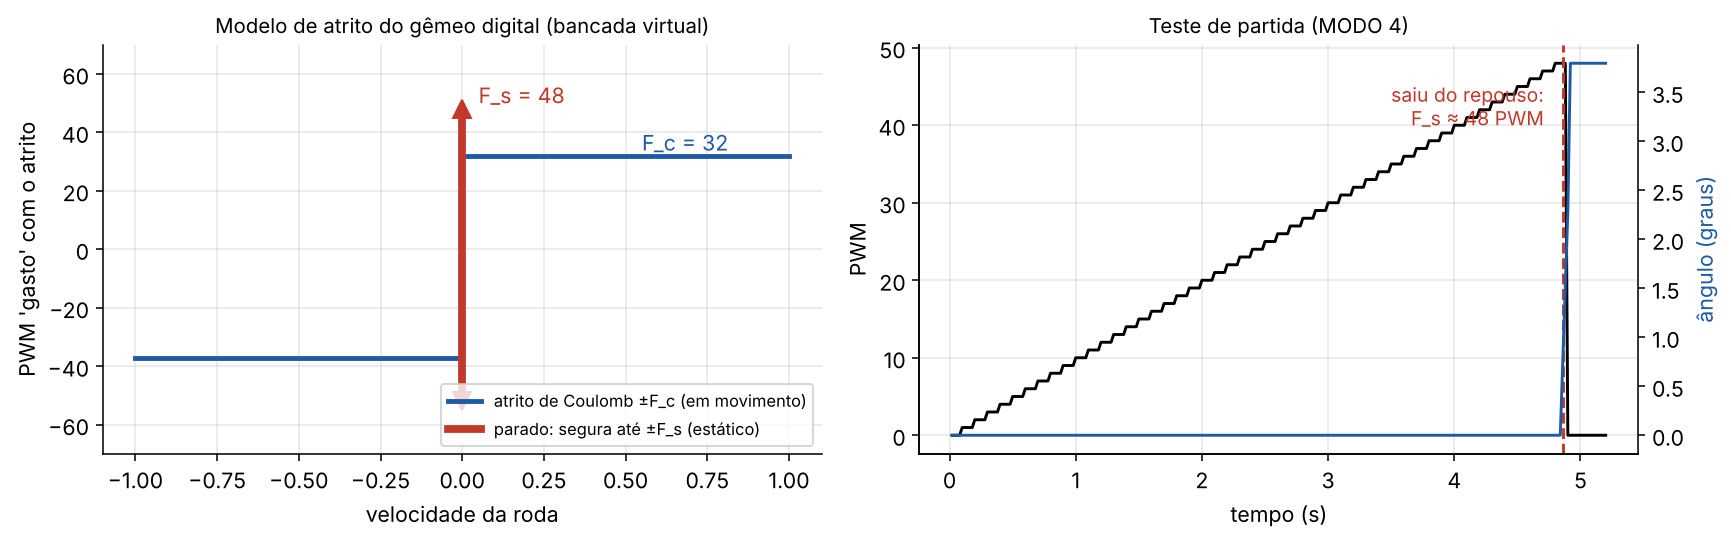 Modelo de atrito do gêmeo digital (bancada virtual)
PWM 'gasto' com o atrito
60
40
20
0
−20
−40
−60
F_s = 48
F_c = 32
atrito de Coulomb ±F_c (em movimento)
parado: segura até ±F_s (estático)
−1.00 −0.75 −0.50 −0.25 0.00 0.25 0.50 0.75 1.00
velocidade da roda
Teste de partida (MODO 4)
PWM
50
40
30
20
10
0
saiu do repouso:
F_s ≈ 48 PWM
3.5
3.0
2.5
2.0
1.5
1.0
0.5
0.0
ângulo (graus)
0 1 2 3 4 5
tempo (s)